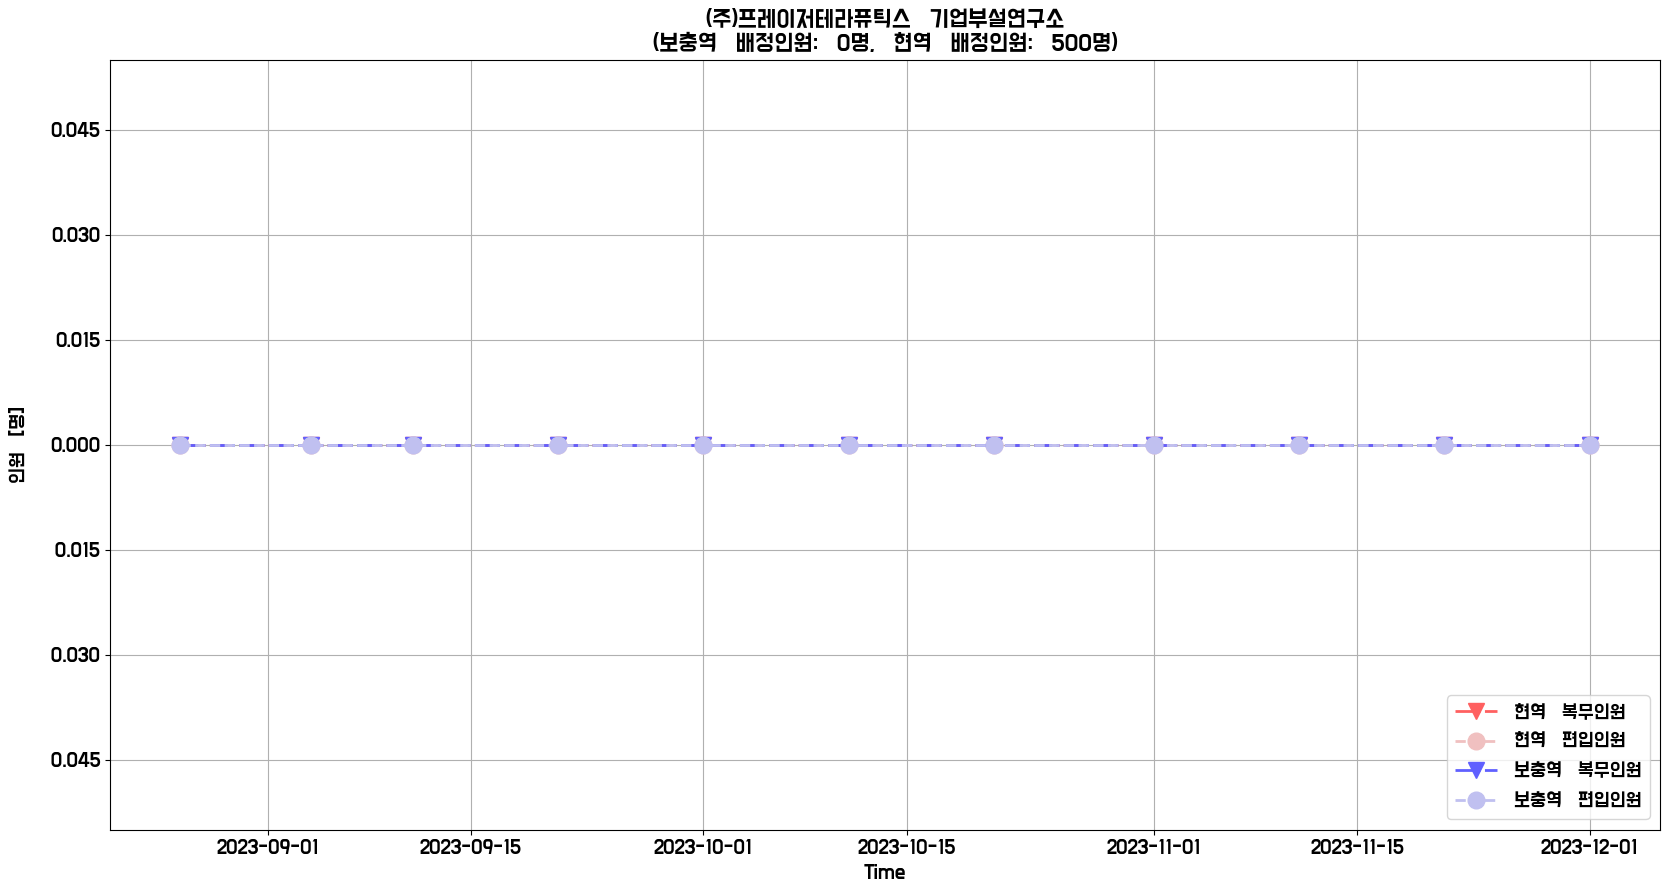 (주)프레이저테라퓨틱스 기업부설연구소
(보충역 배정인원: 0명, 현역 배정인원: 500명)
0.045
0.030
0.015
0.000
0.015
0.030
0.045
인원 [명]
2023-09-01 2023-09-15 2023-10-01 2023-10-15 2023-11-01 2023-11-15 2023-12-01
Time
현역 복무인원
현역 편입인원
보충역 복무인원
보충역 편입인원